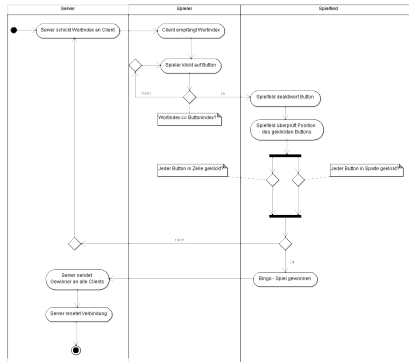 Server
Spieler
Spielfeld
Server schickt Wortindex an Client
Client empfängt Wortindex
Spieler klickt auf Button
nein
ja
Spielfeld deaktiviert Button
Wortindex == Buttonindex?
Spielfeld überprüft Position
des geklickten Buttons
Jeder Button in Zeile geklickt?
Jeder Button in Spalte geklickt?
nein
ja
Server sendet
Gewinner an alle Clients
Bingo - Spiel gewonnen
Server resetet Verbindung